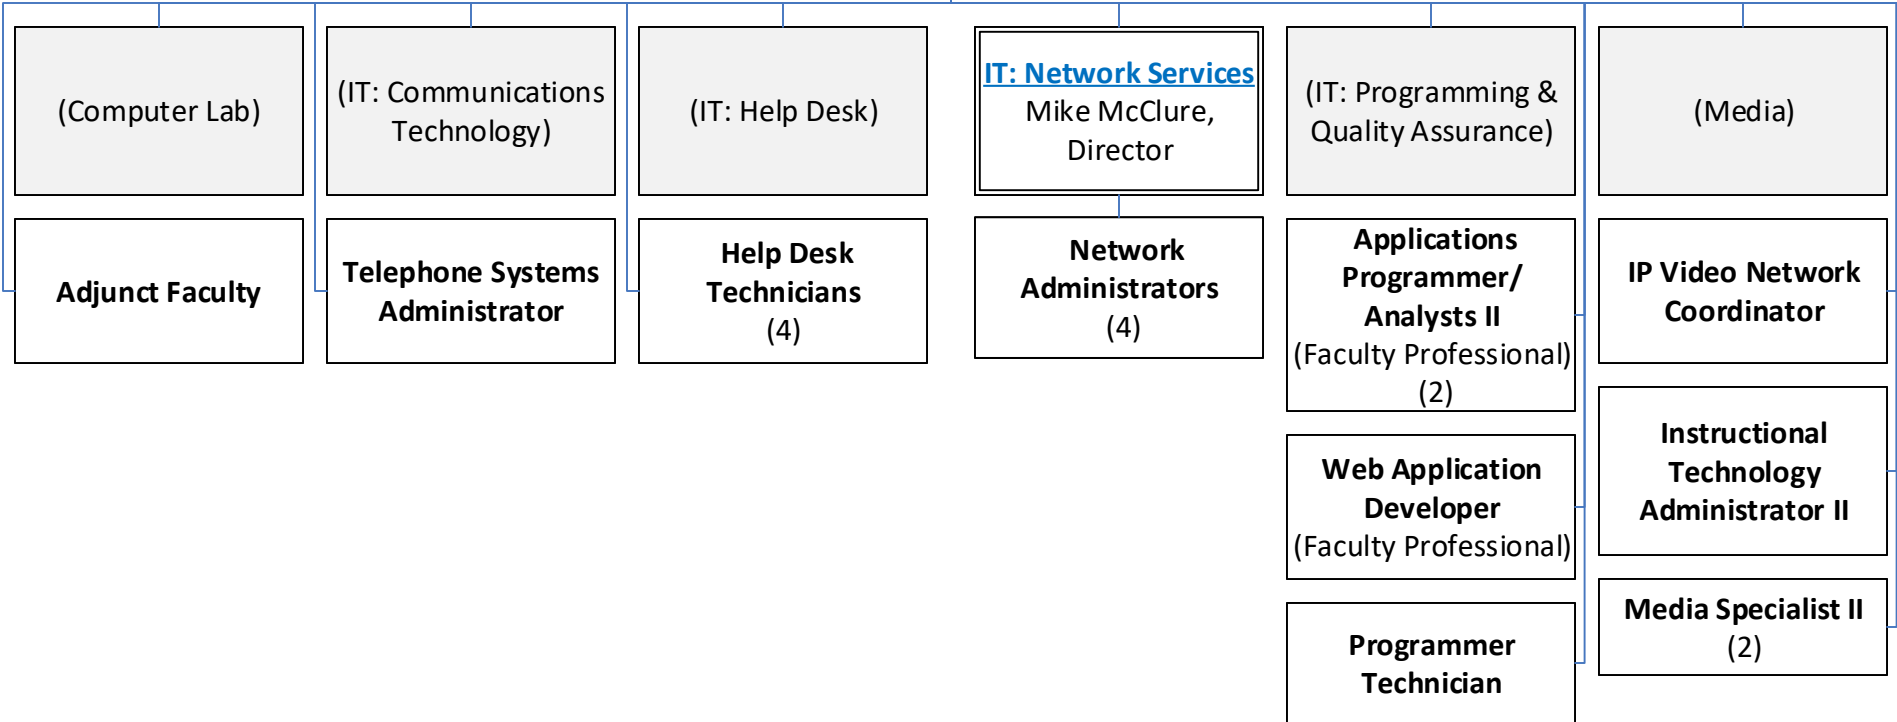 (Computer Lab)
(IT: Communications
Technology)
(IT: Help Desk)
IT: Network Services
Mike McClure,
Director
(IT: Programming &
Quality Assurance)
(Media)
Adjunct Faculty
Telephone Systems
Administrator
Help Desk
Technicians
(4)
Network
Administrators
(4)
Applications
Programmer/
Analysts II
(Faculty Professional)
(2)
IP Video Network
Coordinator
Web Application
Developer
(Faculty Professional)
Instructional
Technology
Administrator II
Programmer
Technician
Media Specialist II
(2)